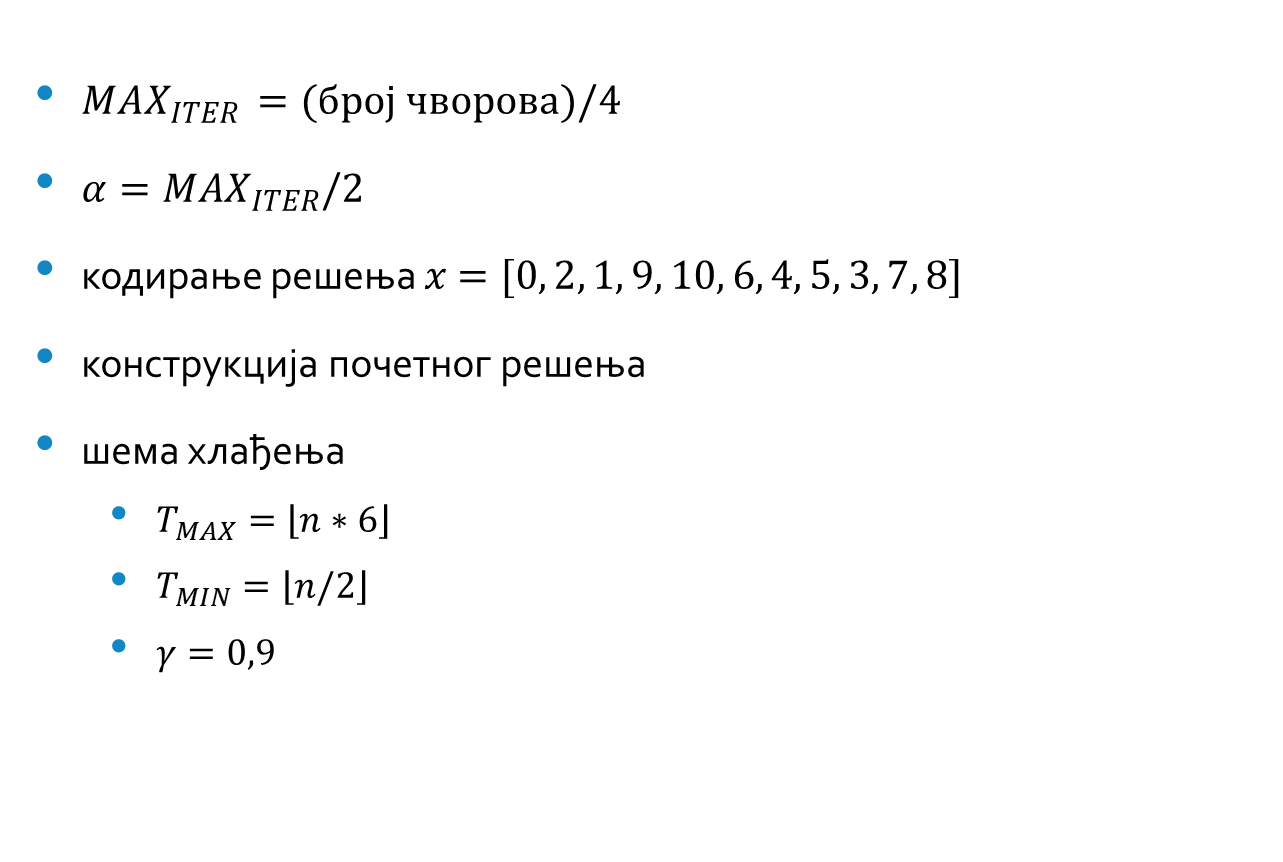 • MAX_ITER = (број чворова)/4
• α = MAX_ITER/2
• кодирање решења x = [0, 2, 1, 9, 10, 6, 4, 5, 3, 7, 8]
• конструкција почетног решења
• шема хлађења
• T_MAX = ⌊n ∗ 6⌋
• T_MIN = ⌊n/2⌋
• γ = 0,9